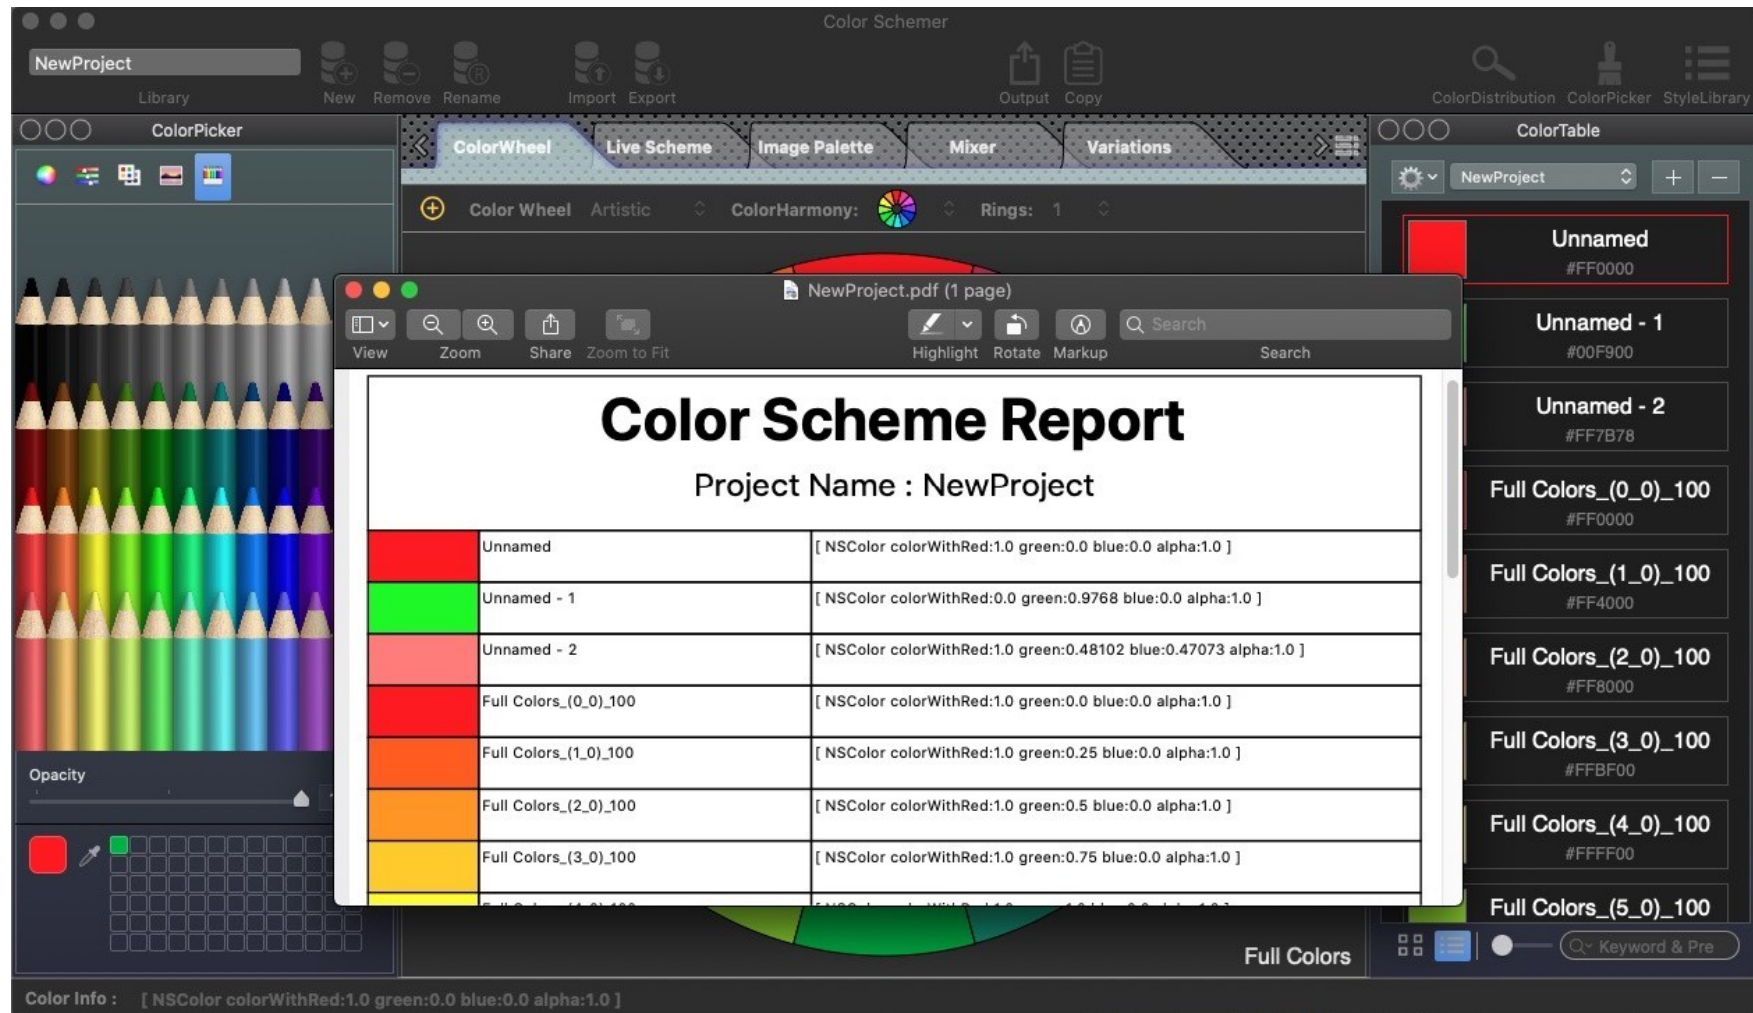 Color Schemer
NewProject
Library
New
Remove
Rename
Import
Export
Output
Copy
ColorDistribution
ColorPicker
StyleLibrary
ColorPicker
ColorWheel
Live Scheme
Image Palette
Mixer
Variations
ColorTable
NewProject
Color Wheel
Artistic
ColorHarmony:
Rings:
1
Unnamed
#FF0000
Unnamed - 1
#00F900
Unnamed - 2
#FF7B78
Full Colors_(0_0)_100
#FF0000
Full Colors_(1_0)_100
#FF4000
Full Colors_(2_0)_100
#FF8000
Full Colors_(3_0)_100
#FFBF00
Full Colors_(4_0)_100
#FFFF00
Full Colors_(5_0)_100
Keyword & Pre
NewProject.pdf (1 page)
View
Zoom
Share
Zoom to Fit
Highlight
Rotate
Markup
Search
Search
Color Scheme Report
Project Name : NewProject
Unnamed
[ NSColor colorWithRed:1.0 green:0.0 blue:0.0 alpha:1.0 ]
Unnamed - 1
[ NSColor colorWithRed:0.0 green:0.9768 blue:0.0 alpha:1.0 ]
Unnamed - 2
[ NSColor colorWithRed:1.0 green:0.48102 blue:0.47073 alpha:1.0 ]
Full Colors_(0_0)_100
[ NSColor colorWithRed:1.0 green:0.0 blue:0.0 alpha:1.0 ]
Full Colors_(1_0)_100
[ NSColor colorWithRed:1.0 green:0.25 blue:0.0 alpha:1.0 ]
Full Colors_(2_0)_100
[ NSColor colorWithRed:1.0 green:0.5 blue:0.0 alpha:1.0 ]
Full Colors_(3_0)_100
[ NSColor colorWithRed:1.0 green:0.75 blue:0.0 alpha:1.0 ]
Opacity
Full Colors
Color Info :
[ NSColor colorWithRed:1.0 green:0.0 blue:0.0 alpha:1.0 ]